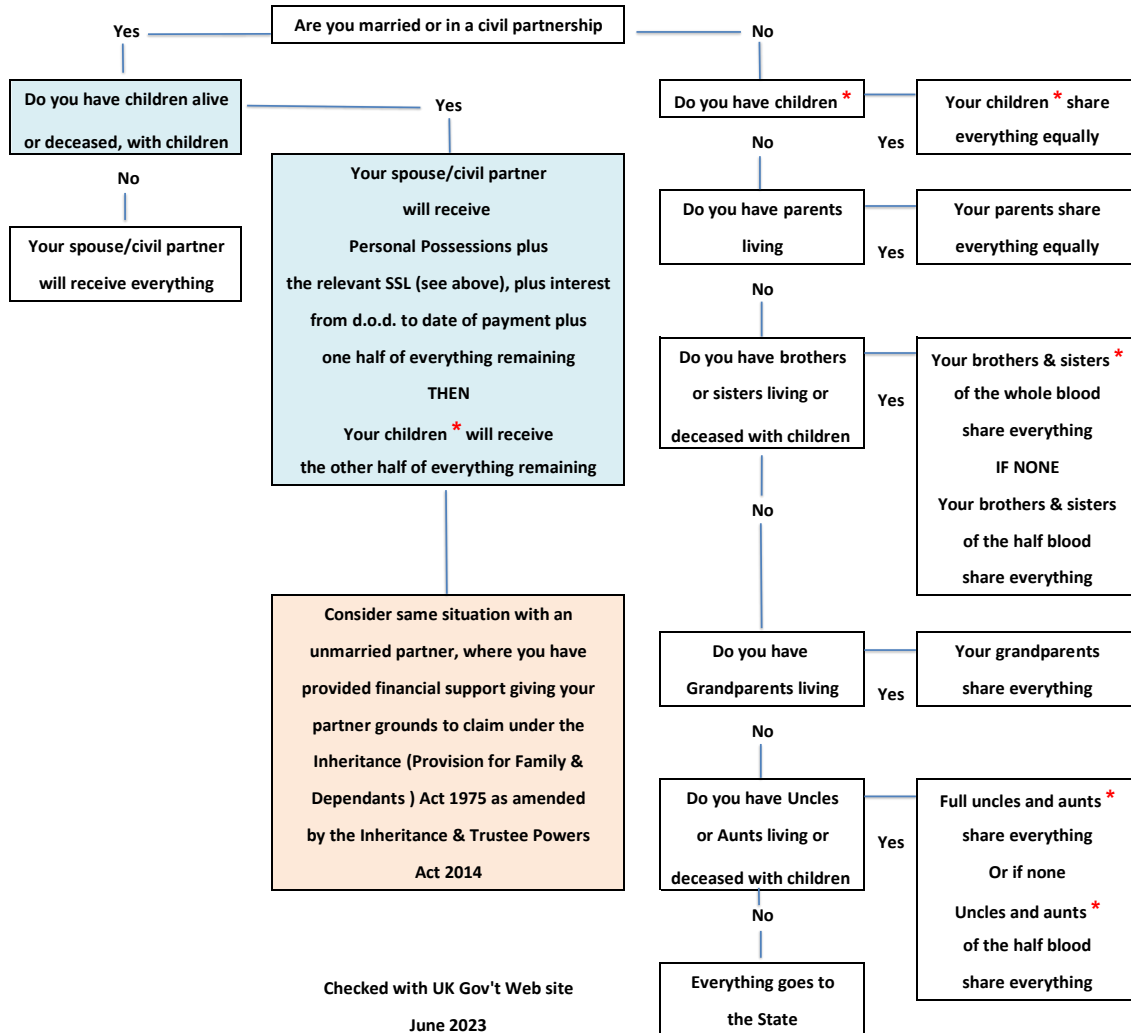 Are you married or in a civil partnership
Yes
No
Do you have children alive
or deceased, with children
Yes
No
Your spouse/civil partner
will receive everything
Your spouse/civil partner
will receive
Personal Possessions plus
the relevant SSL (see above), plus interest
from d.o.d. to date of payment plus
one half of everything remaining
THEN
Your children * will receive
the other half of everything remaining
Consider same situation with an
unmarried partner, where you have
provided financial support giving your
partner grounds to claim under the
Inheritance (Provision for Family &
Dependants ) Act 1975 as amended
by the Inheritance & Trustee Powers
Act 2014
Checked with UK Gov't Web site
June 2023
Do you have children *
Yes
Your children * share
everything equally
No
Do you have parents
living
Yes
Your parents share
everything equally
No
Do you have brothers
or sisters living or
deceased with children
Yes
Your brothers & sisters *
of the whole blood
share everything
IF NONE
Your brothers & sisters
of the half blood
share everything
No
Do you have
Grandparents living
Yes
Your grandparents
share everything
No
Do you have Uncles
or Aunts living or
deceased with children
Yes
Full uncles and aunts *
share everything
Or if none
Uncles and aunts *
of the half blood
share everything
No
Everything goes to
the State